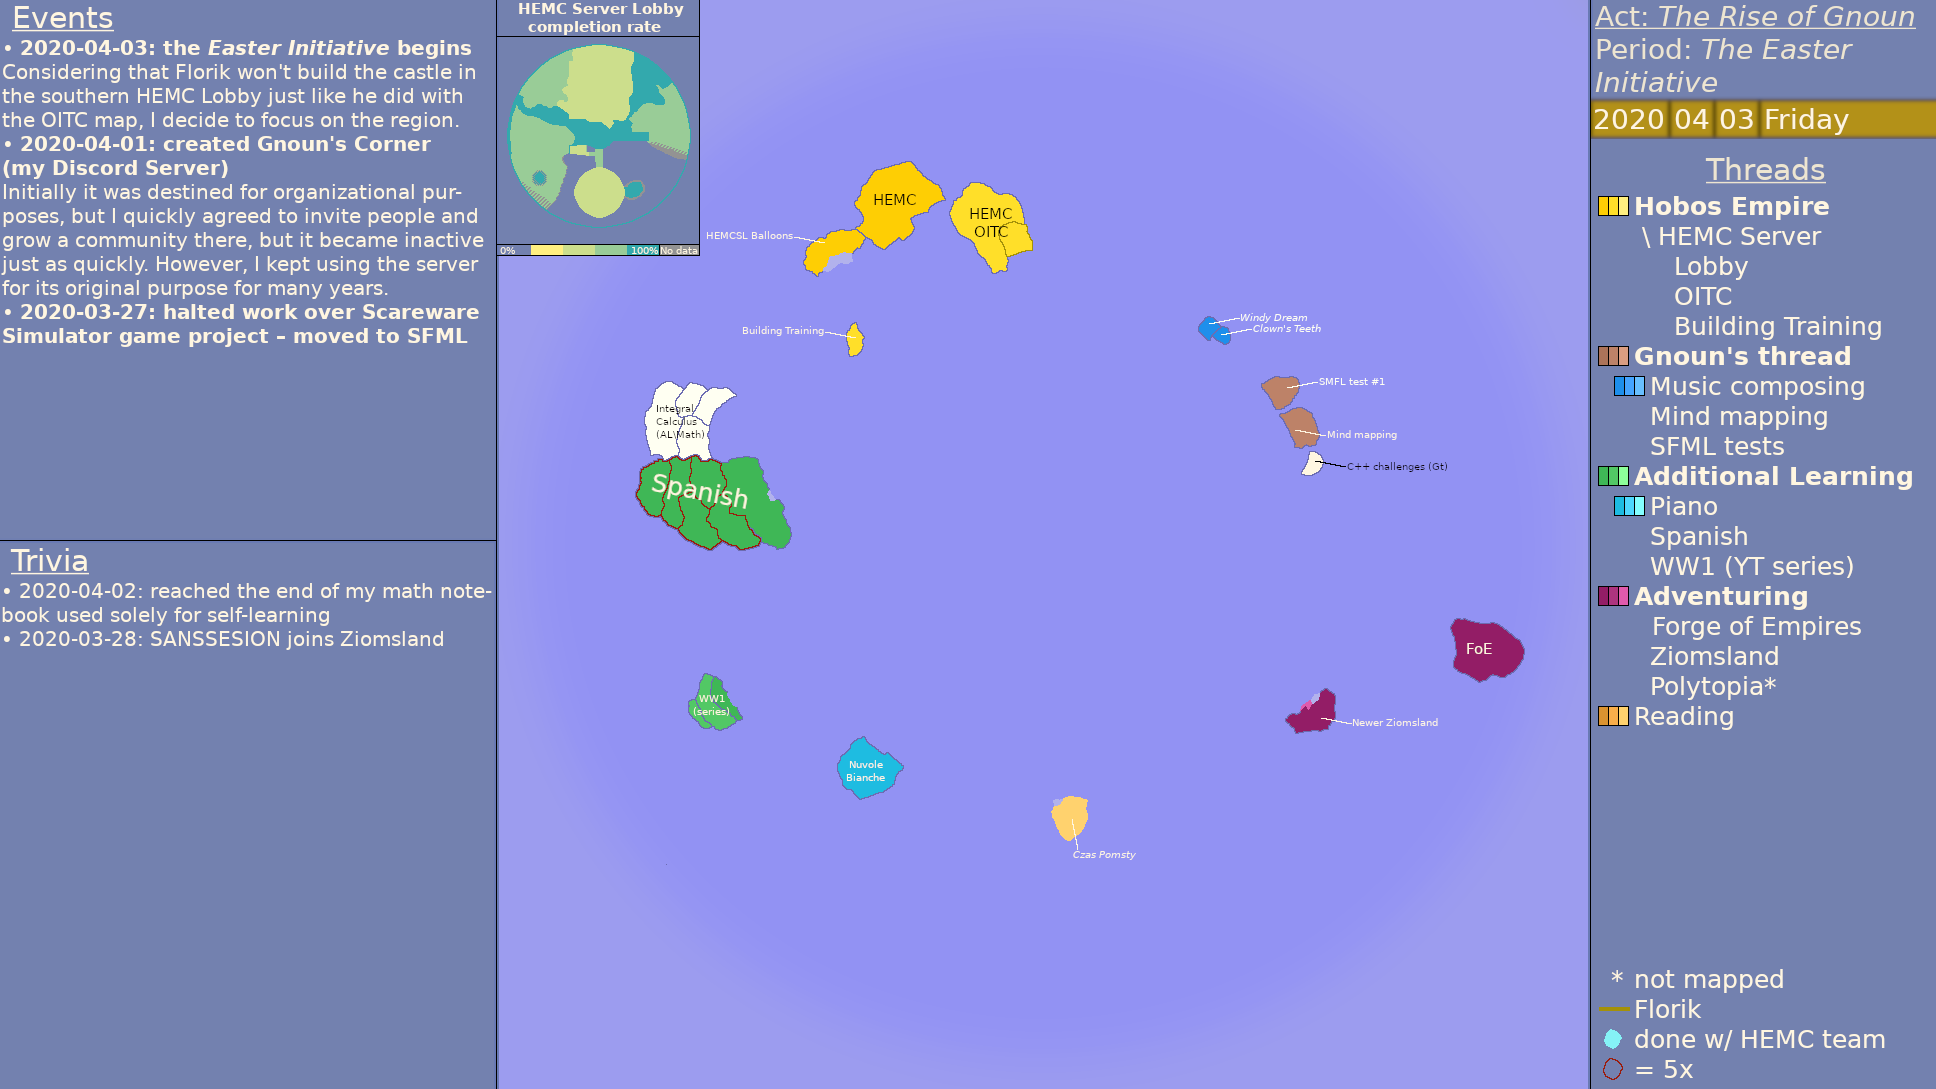 Events
• 2020-04-03: the Easter Initiative begins
Considering that Florik won't build the castle in
the southern HEMC Lobby just like he did with
the OITC map, I decide to focus on the region.
• 2020-04-01: created Gnoun's Corner
(my Discord Server)
Initially it was destined for organizational pur-
poses, but I quickly agreed to invite people and
grow a community there, but it became inactive
just as quickly. However, I kept using the server
for its original purpose for many years.
• 2020-03-27: halted work over Scareware
Simulator game project – moved to SFML
Trivia
• 2020-04-02: reached the end of my math note-
book used solely for self-learning
• 2020-03-28: SANSSESION joins Ziomsland
HEMC Server Lobby
completion rate
0% 100% No data
HEMC
HEMC
OITC
HEMCSL Balloons
Building Training
Windy Dream
Clown's Teeth
SMFL test #1
Mind mapping
C++ challenges (Gt)
Integral
Calculus
(AL\Math)
Spanish
FoE
Newer Ziomsland
WW1
(series)
Nuvole
Bianche
Czas Pomsty
Act: The Rise of Gnoun
Period: The Easter
Initiative
2020 04 03 Friday
Threads
Hobos Empire
\ HEMC Server
Lobby
OITC
Building Training
Gnoun's thread
Music composing
Mind mapping
SFML tests
Additional Learning
Piano
Spanish
WW1 (YT series)
Adventuring
Forge of Empires
Ziomsland
Polytopia*
Reading
* not mapped
Florik
done w/ HEMC team
= 5x